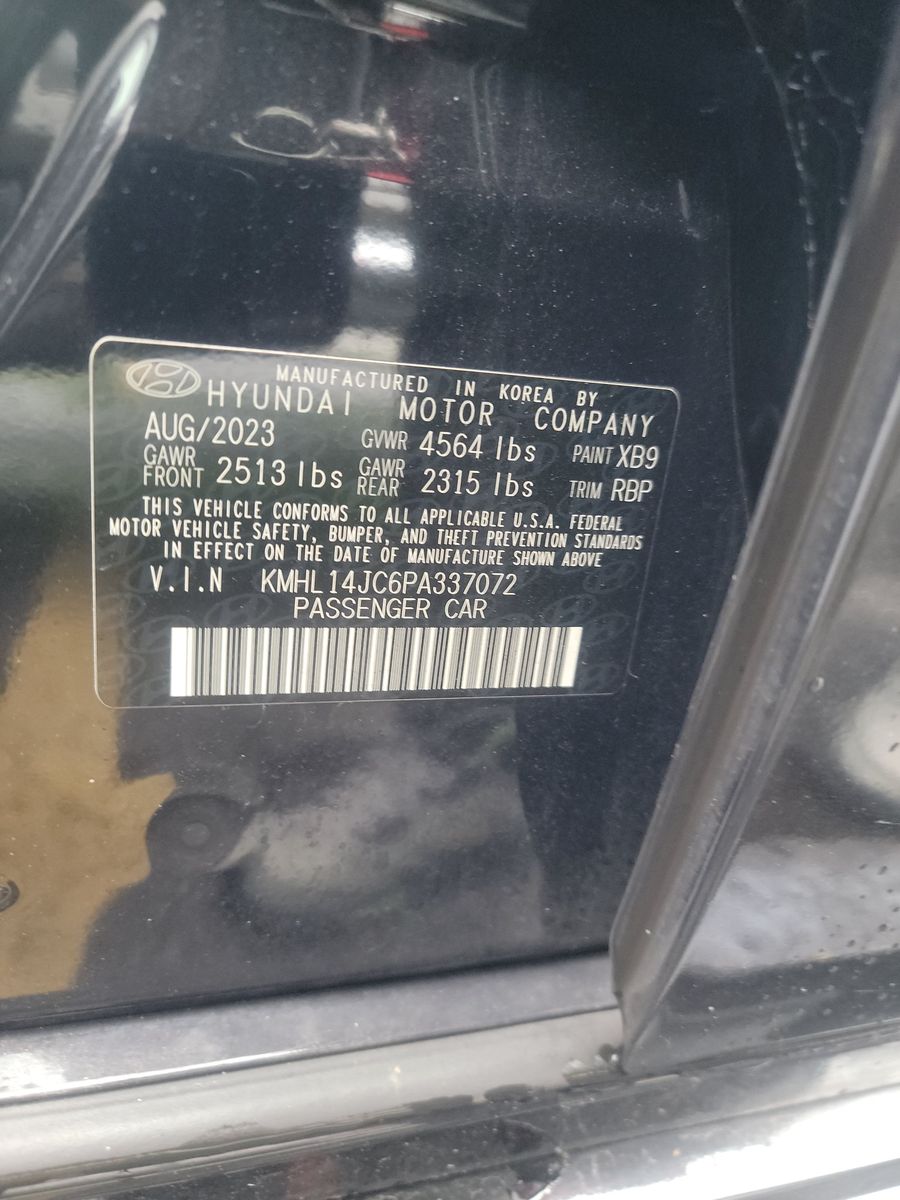 MANUFACTURED IN KOREA BY
HYUNDAI MOTOR COMPANY
AUG/2023 GVWR 4564 lbs PAINT XB9
GAWR FRONT 2513 lbs GAWR REAR 2315 lbs TRIM RBP
THIS VEHICLE CONFORMS TO ALL APPLICABLE U.S.A. FEDERAL
MOTOR VEHICLE SAFETY, BUMPER, AND THEFT PREVENTION STANDARDS
IN EFFECT ON THE DATE OF MANUFACTURE SHOWN ABOVE
V.I.N KMHL14JC6PA337072
PASSENGER CAR